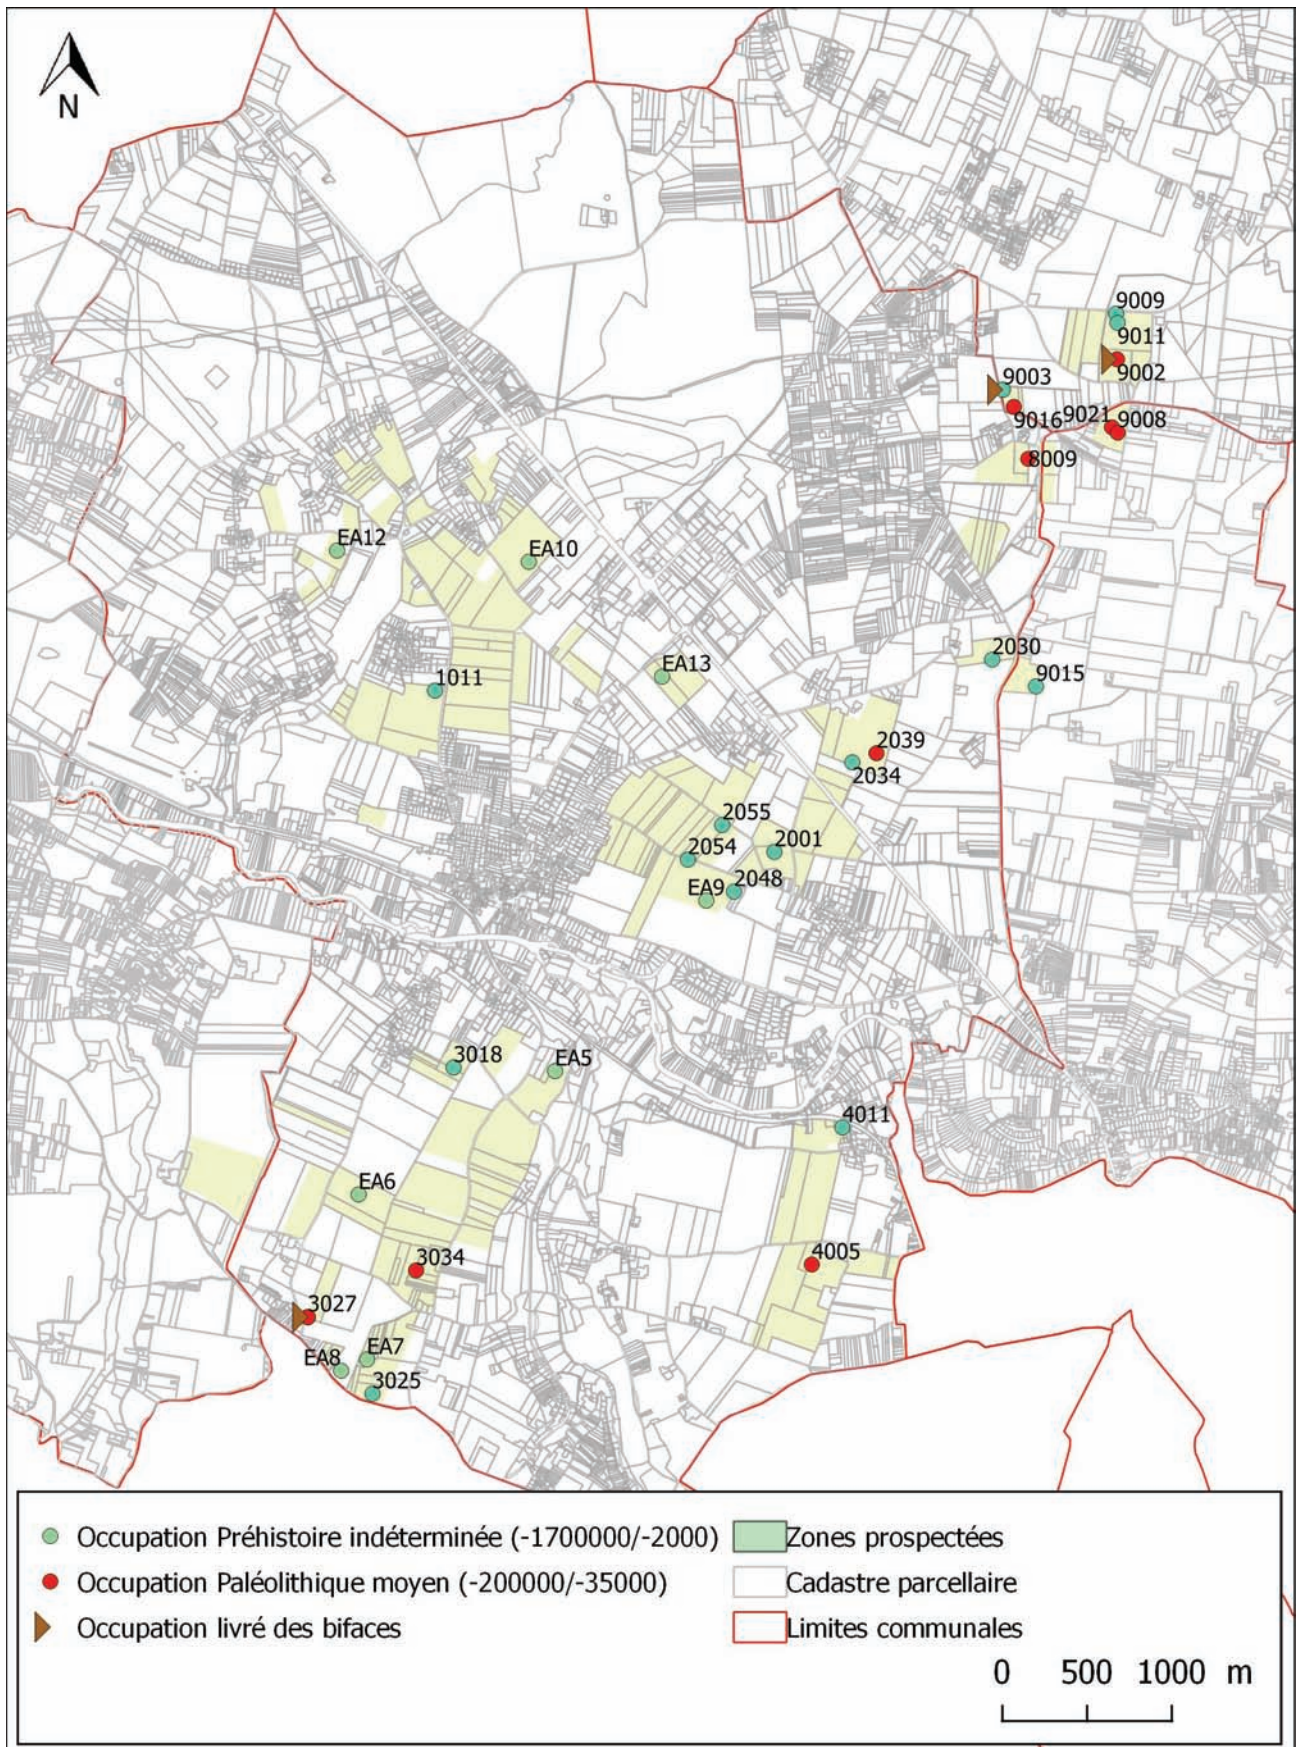 N
9009
9011
9002
9003
9016 9021 9008
8009
EA12
EA10
2030
EA13
9015
1011
2039
2034
2055
2054
2001
EA9 2048
3018
EA5
4011
EA6
3034
4005
3027
EA8 EA7
3025
Occupation Préhistoire indéterminée (-1700000/-2000) Zones prospectées
Occupation Paléolithique moyen (-200000/-35000) Cadastre parcellaire
Occupation livré des bifaces Limites communales
0 500 1000 m